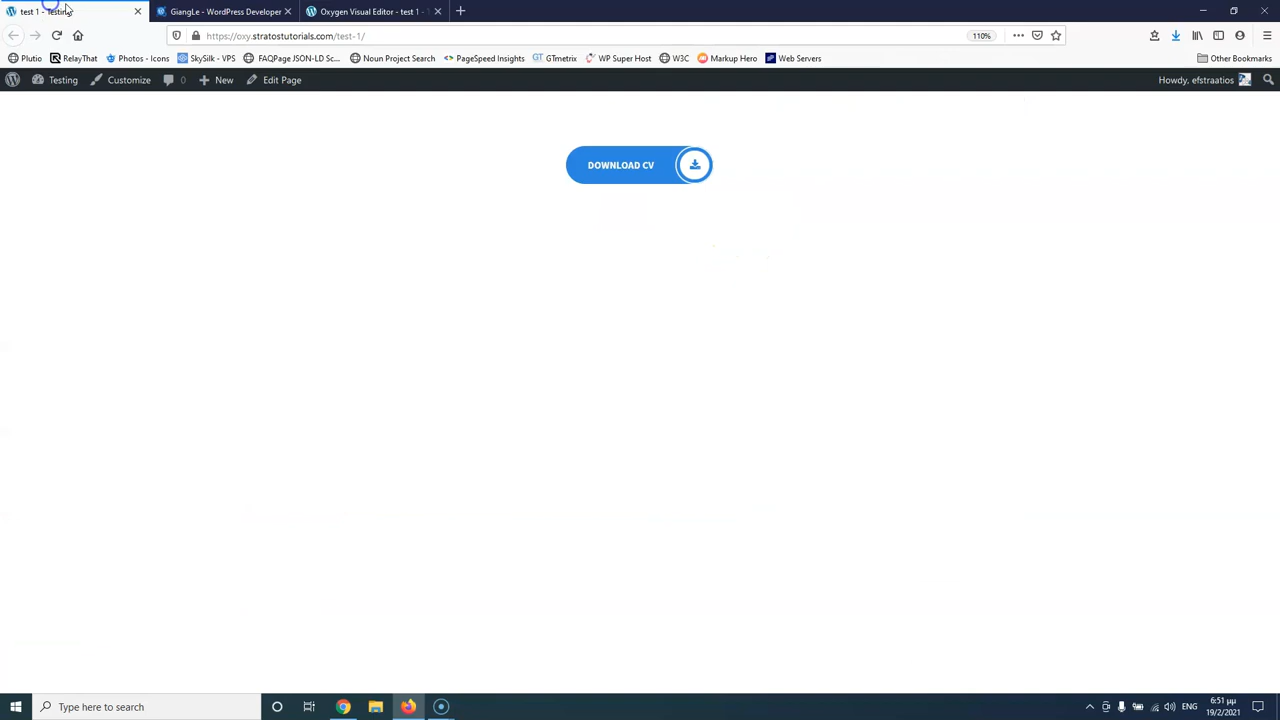 test 1 - Testing
GiangLe - WordPress Developer
Oxygen Visual Editor - test 1 -
https://oxy.stratostutorials.com/test-1/
110%
Plutio
RelayThat
Photos - Icons
SkySilk - VPS
FAQPage JSON-LD Sc...
Noun Project Search
PageSpeed Insights
GTmetrix
WP Super Host
W3C
Markup Hero
Web Servers
Other Bookmarks
Testing
Customize
0
New
Edit Page
Howdy, efstraatios
DOWNLOAD CV
Type here to search
ENG
6:51 μμ
19/2/2021